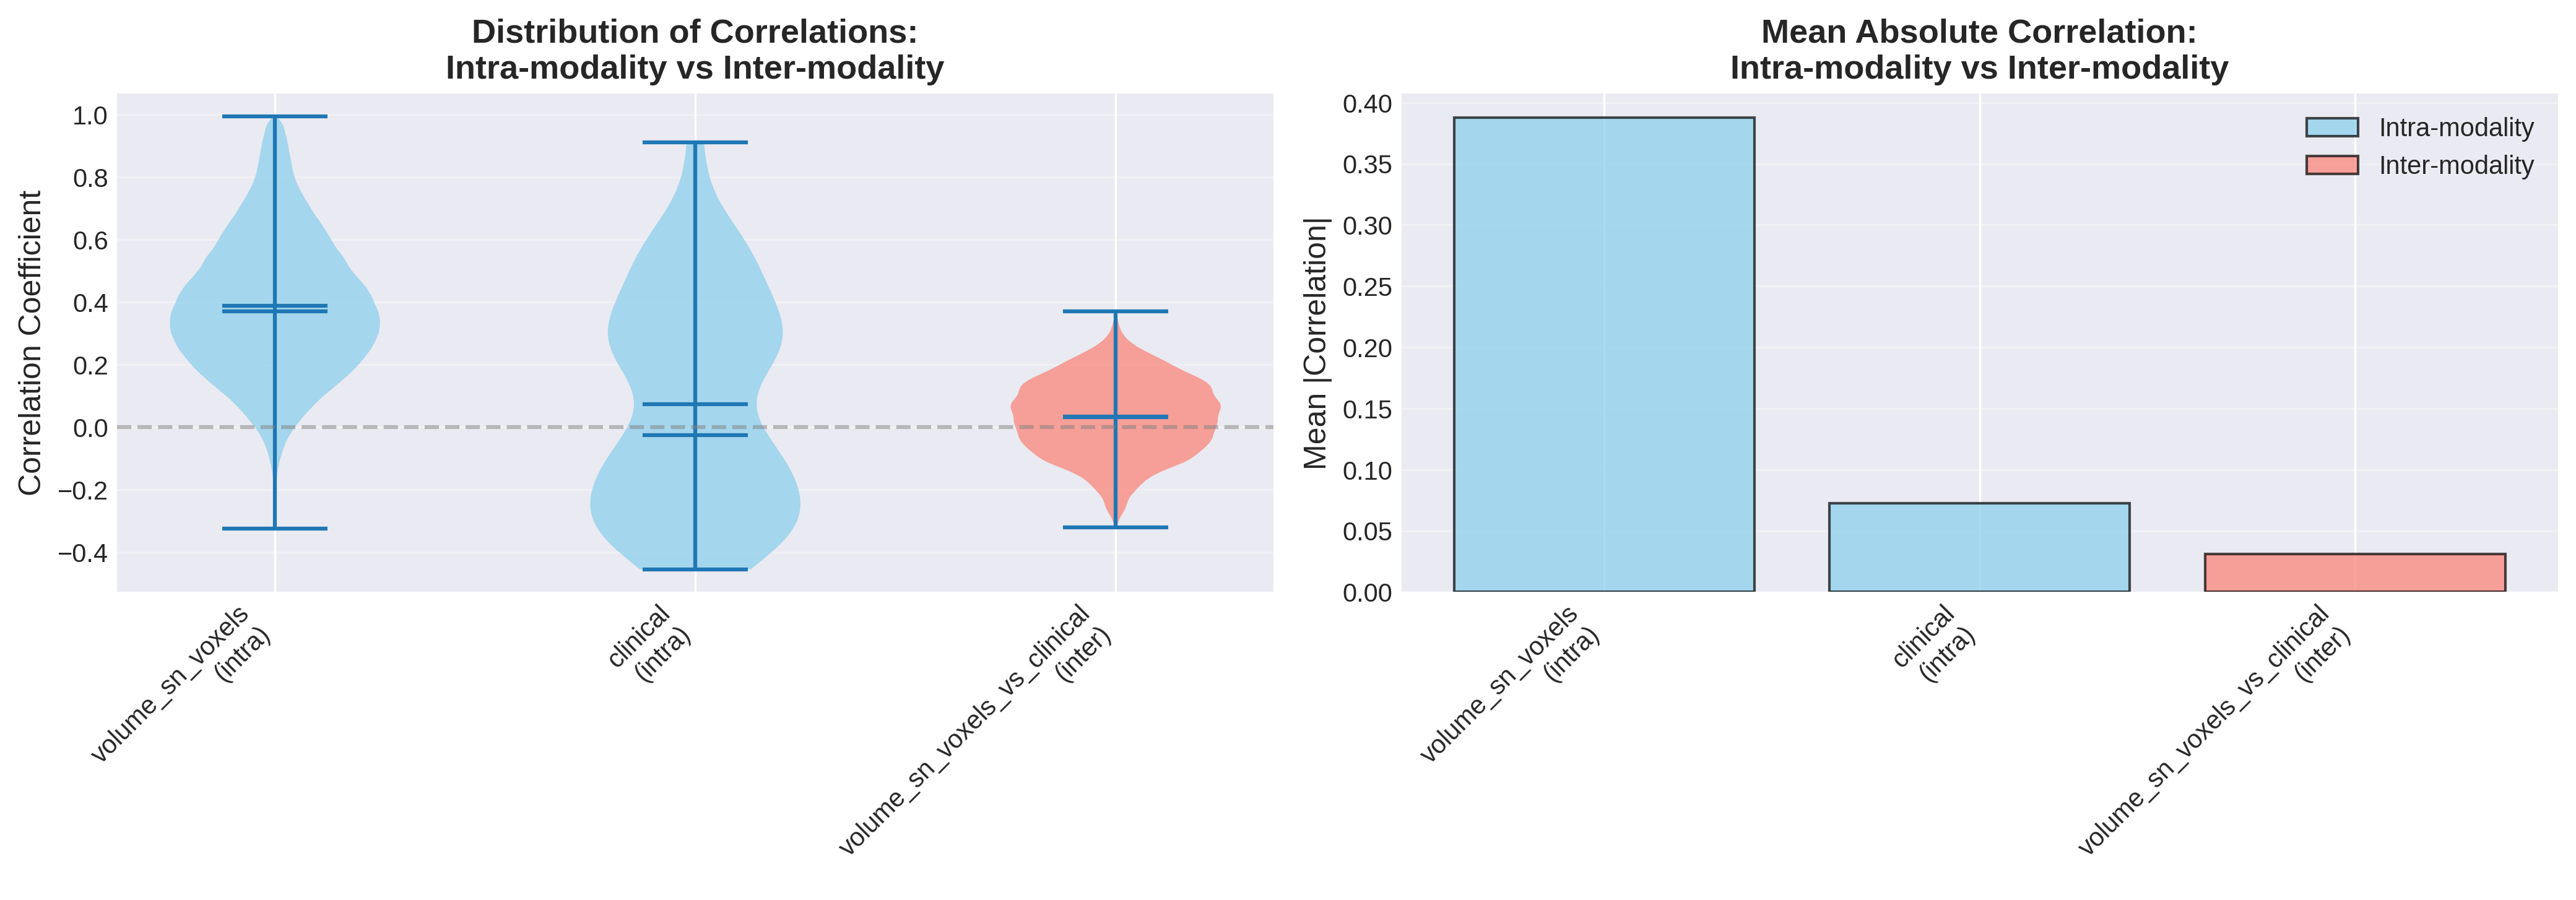 Distribution of Correlations:
Intra-modality vs Inter-modality
Correlation Coefficient
1.0
0.8
0.6
0.4
0.2
0.0
−0.2
−0.4
volume_sn_voxels
(intra)
clinical
(intra)
volume_sn_voxels_vs_clinical
(inter)
Mean Absolute Correlation:
Intra-modality vs Inter-modality
Mean |Correlation|
0.40
0.35
0.30
0.25
0.20
0.15
0.10
0.05
0.00
Intra-modality
Inter-modality
volume_sn_voxels
(intra)
clinical
(intra)
volume_sn_voxels_vs_clinical
(inter)